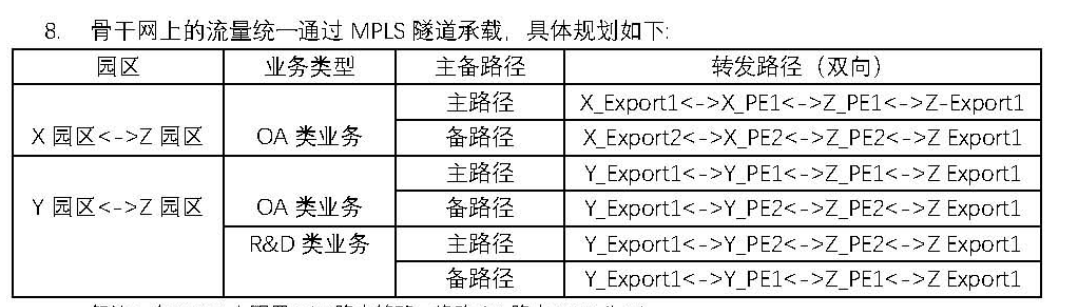 8. 骨干网上的流量统一通过 MPLS 隧道承载，具体规划如下:
园区 业务类型 主备路径 转发路径（双向）
主路径 X_Export1<->X_PE1<->Z_PE1<->Z-Export1
X 园区<->Z 园区 OA 类业务 备路径 X_Export2<->X_PE2<->Z_PE2<->Z Export1
主路径 Y_Export1<->Y_PE1<->Z_PE1<->Z Export1
Y 园区<->Z 园区 OA 类业务 备路径 Y_Export1<->Y_PE2<->Z_PE2<->Z Export1
R&D 类业务 主路径 Y_Export1<->Y_PE2<->Z_PE2<->Z Export1
备路径 Y_Export1<->Y_PE1<->Z_PE1<->Z Export1